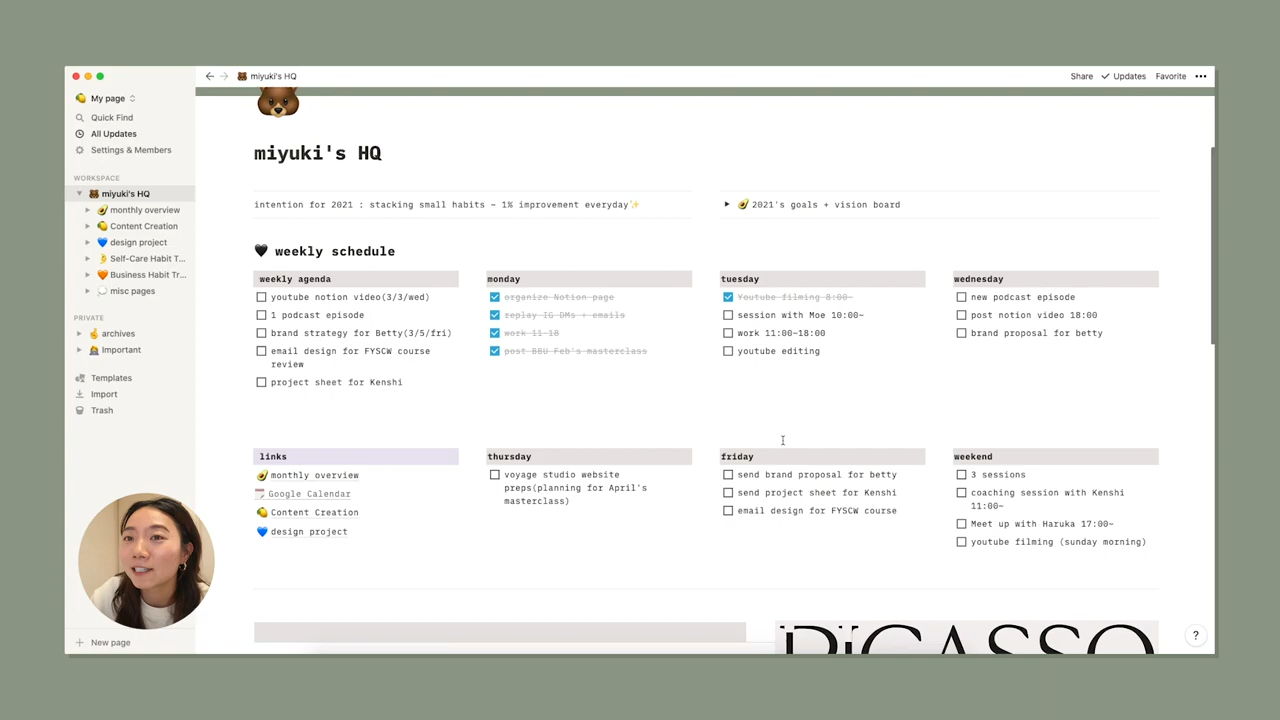 miyuki's HQ
Share
Updates
Favorite
My page
Quick Find
All Updates
Settings & Members
WORKSPACE
miyuki's HQ
monthly overview
Content Creation
design project
Self-Care Habit T...
Business Habit Tr...
misc pages
PRIVATE
archives
Important
Templates
Import
Trash
New page
miyuki's HQ
intention for 2021 : stacking small habits – 1% improvement everyday✨
2021's goals + vision board
weekly schedule
weekly agenda
youtube notion video(3/3/wed)
1 podcast episode
brand strategy for Betty(3/5/fri)
email design for FYSCW course
review
project sheet for Kenshi
monday
organize Notion page
replay IG DMs + emails
work 11-18
post BBU Feb's masterclass
tuesday
Youtube filming 8:00~
session with Moe 10:00~
work 11:00~18:00
youtube editing
wednesday
new podcast episode
post notion video 18:00
brand proposal for betty
links
monthly overview
Google Calendar
Content Creation
design project
thursday
voyage studio website
preps(planning for April's
masterclass)
friday
send brand proposal for betty
send project sheet for Kenshi
email design for FYSCW course
weekend
3 sessions
coaching session with Kenshi
11:00~
Meet up with Haruka 17:00~
youtube filming (sunday morning)
PICASSO
?